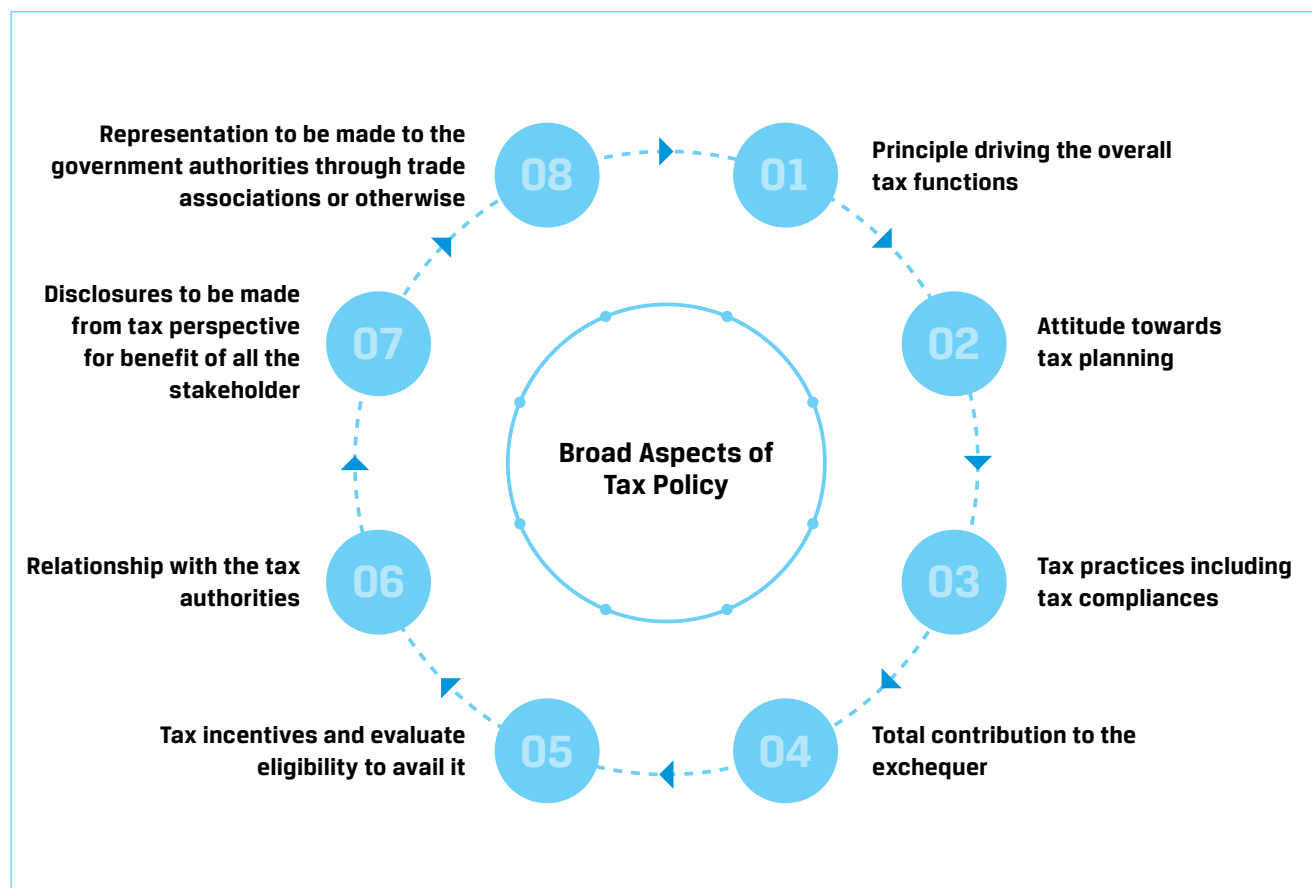 Broad Aspects of
Tax Policy
01
Principle driving the overall
tax functions
02
Attitude towards
tax planning
03
Tax practices including
tax compliances
04
Total contribution to the
exchequer
05
Tax incentives and evaluate
eligibility to avail it
06
Relationship with the tax
authorities
07
Disclosures to be made
from tax perspective
for benefit of all the
stakeholder
08
Representation to be made to the
government authorities through trade
associations or otherwise